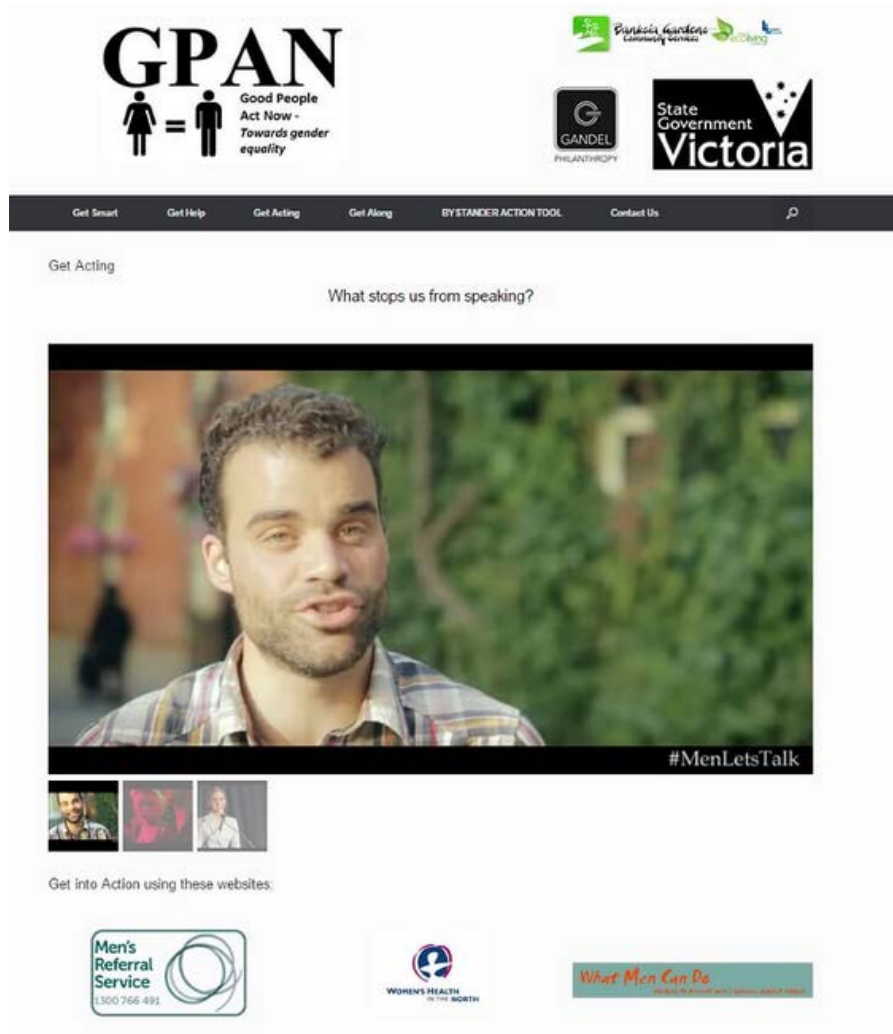 GPAN
Good People
Act Now -
Towards gender
equality
=
Banksia Gardens
Community Services
ecoliving
G
GANDEL
PHILANTHROPY
State
Government
Victoria
Get Smart Get Help Get Acting Get Along BYSTANDER ACTION TOOL Contact Us
Get Acting
What stops us from speaking?
#MenLetsTalk
Get into Action using these websites:
Men's
Referral
Service
1300 766 491
WOMEN'S HEALTH
IN THE NORTH
What Men Can Do